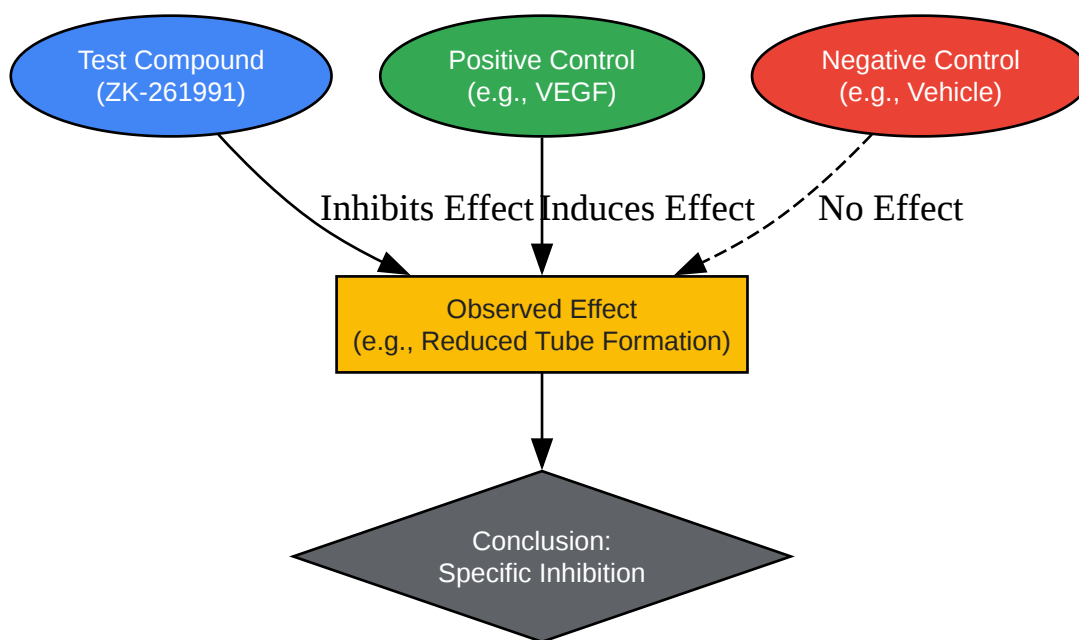 Test Compound
(ZK-261991)
Positive Control
(e.g., VEGF)
Negative Control
(e.g., Vehicle)
Inhibits Effect
Induces Effect
No Effect
Observed Effect
(e.g., Reduced Tube Formation)
Conclusion:
Specific Inhibition